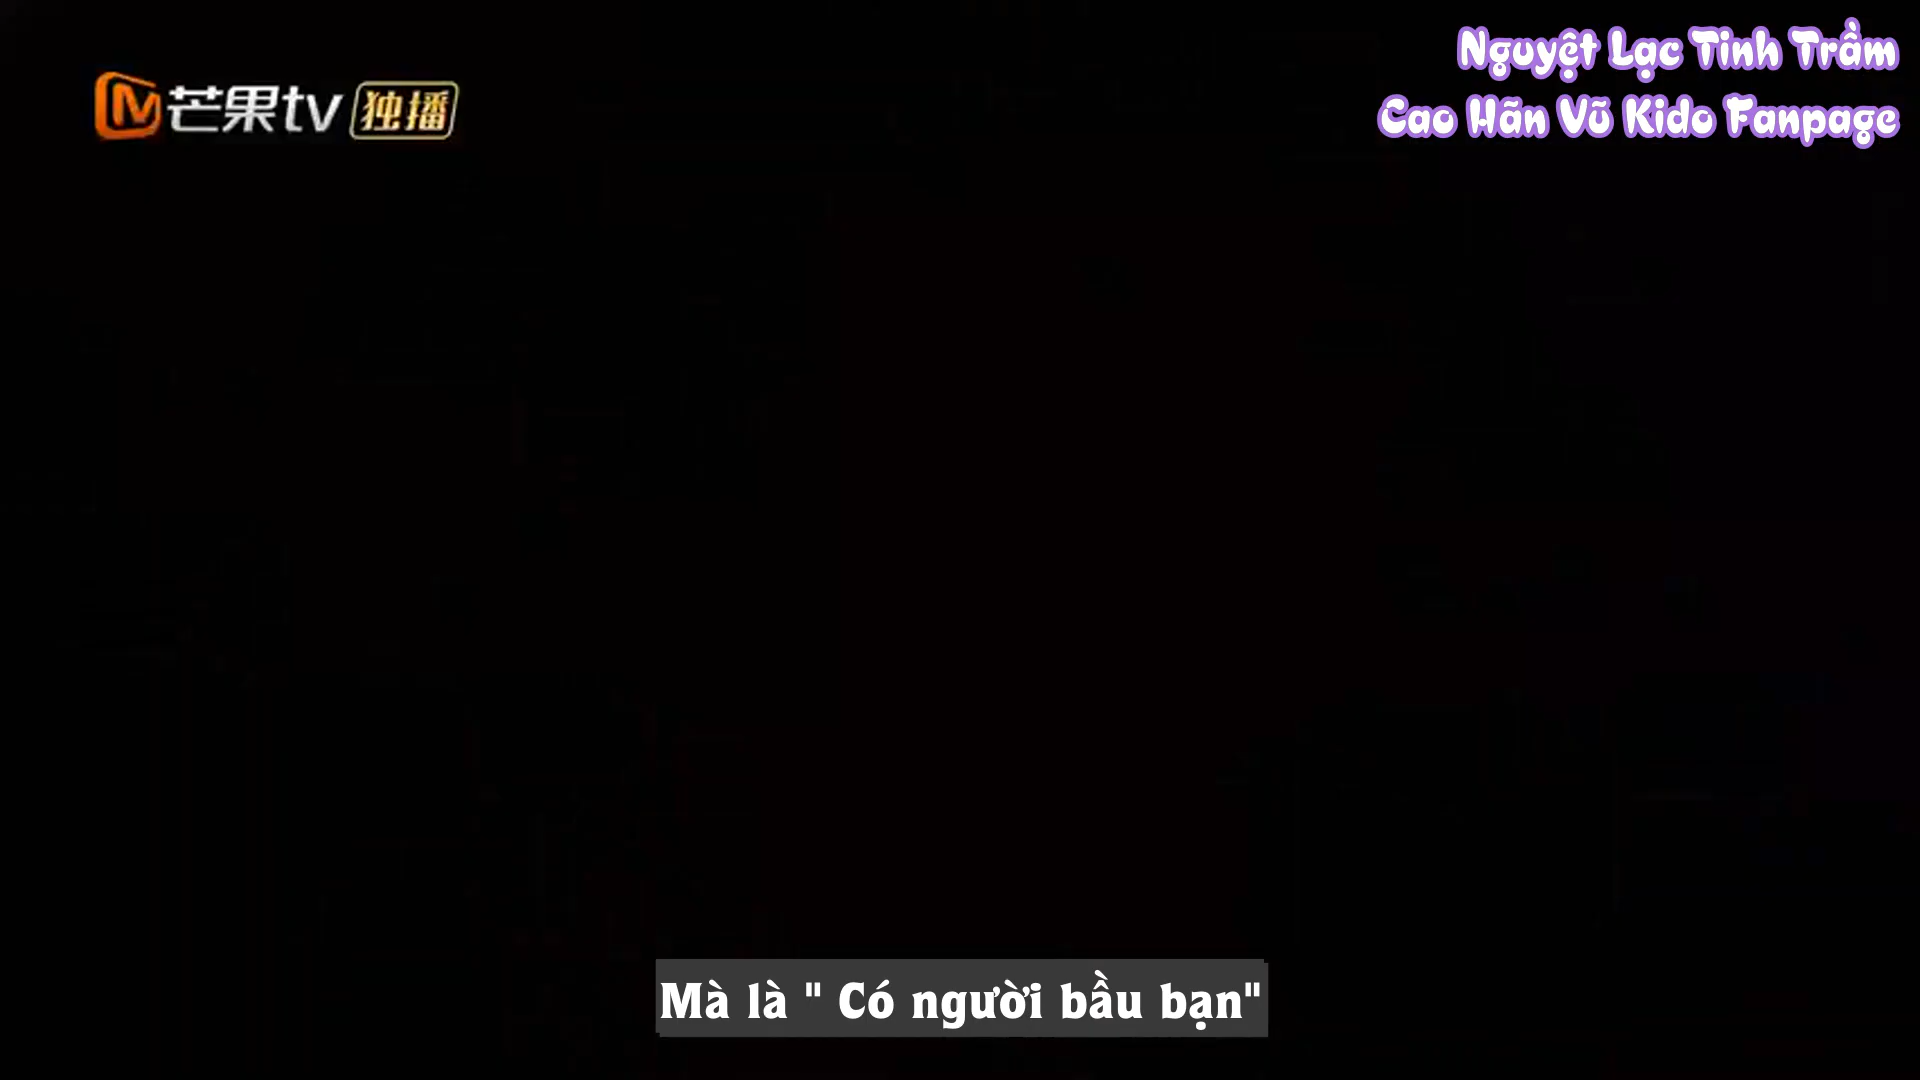 芒果tv 独播
Nguyệt Lạc Tinh Trầm
Cao Hãn Vũ Kido Fanpage
Mà là " Có người bầu bạn"